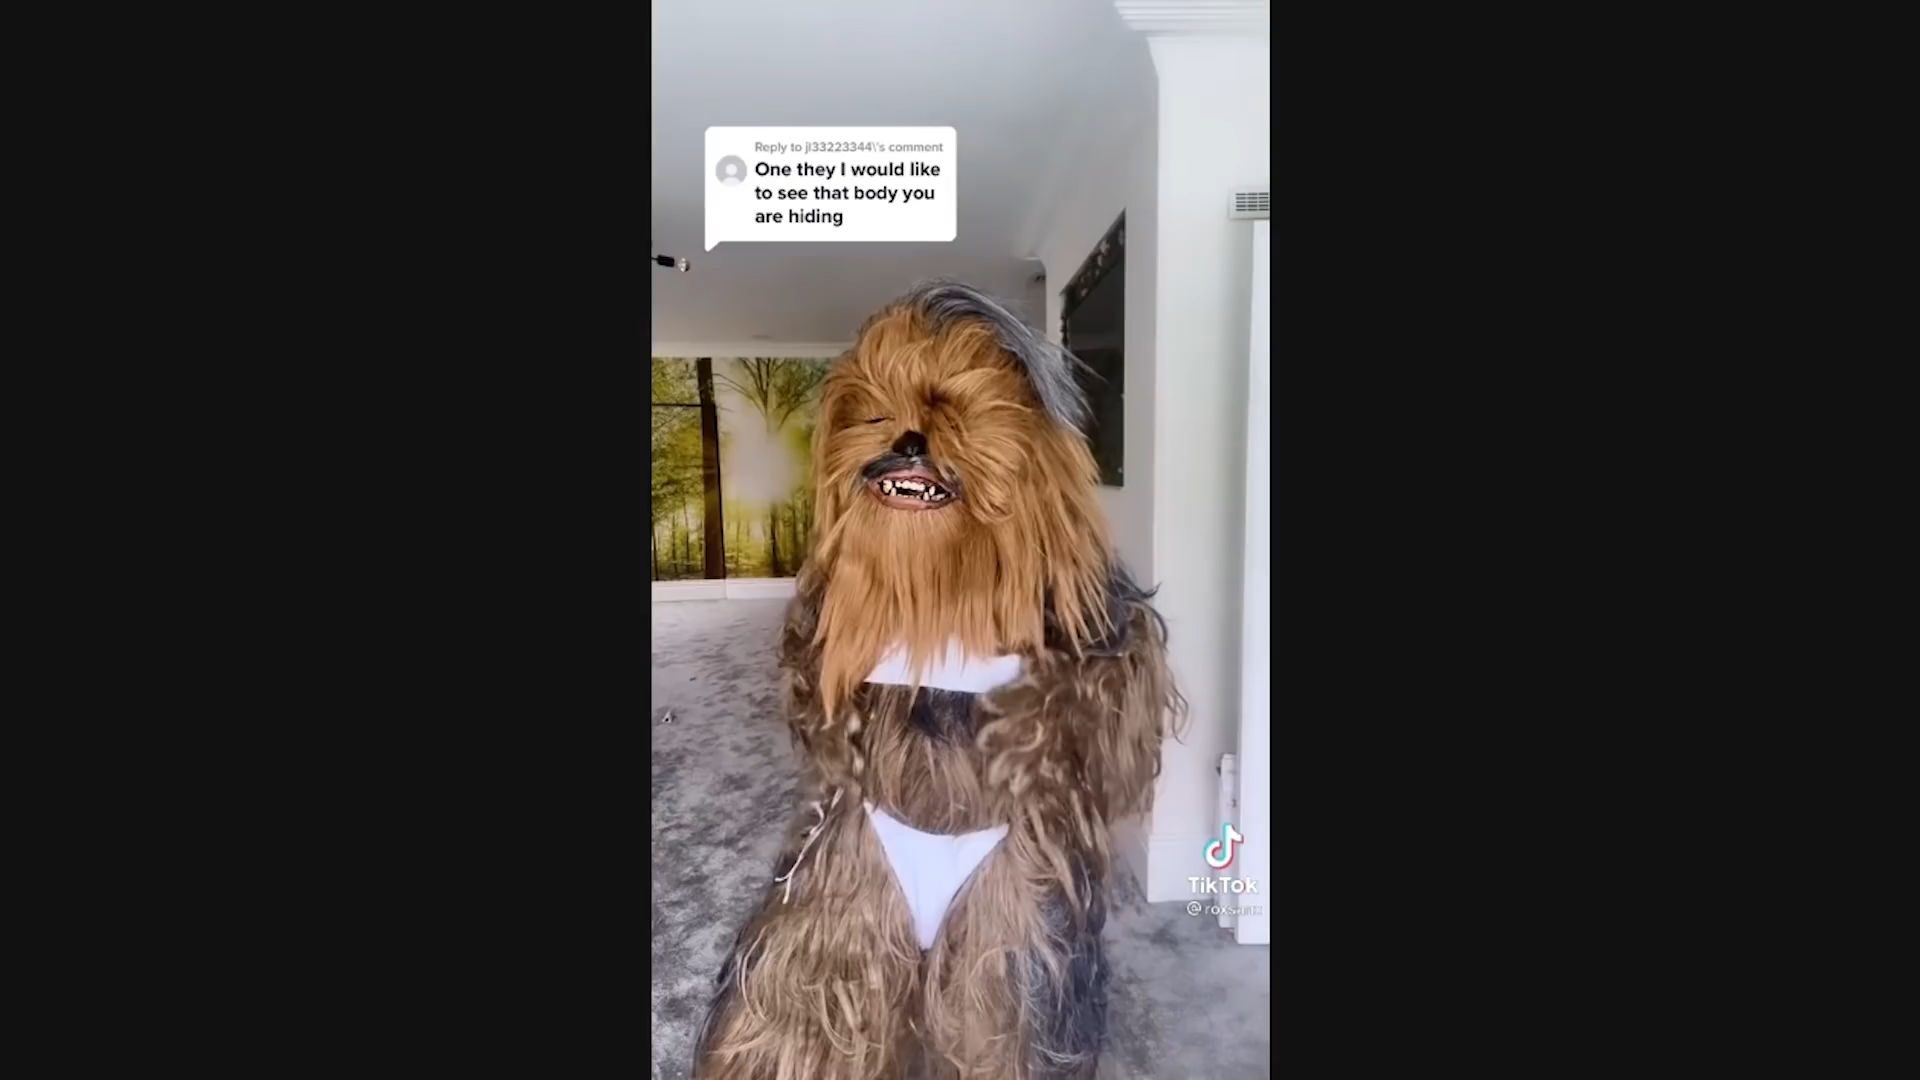 Reply to jl33223344\'s comment
One they I would like
to see that body you
are hiding
TikTok